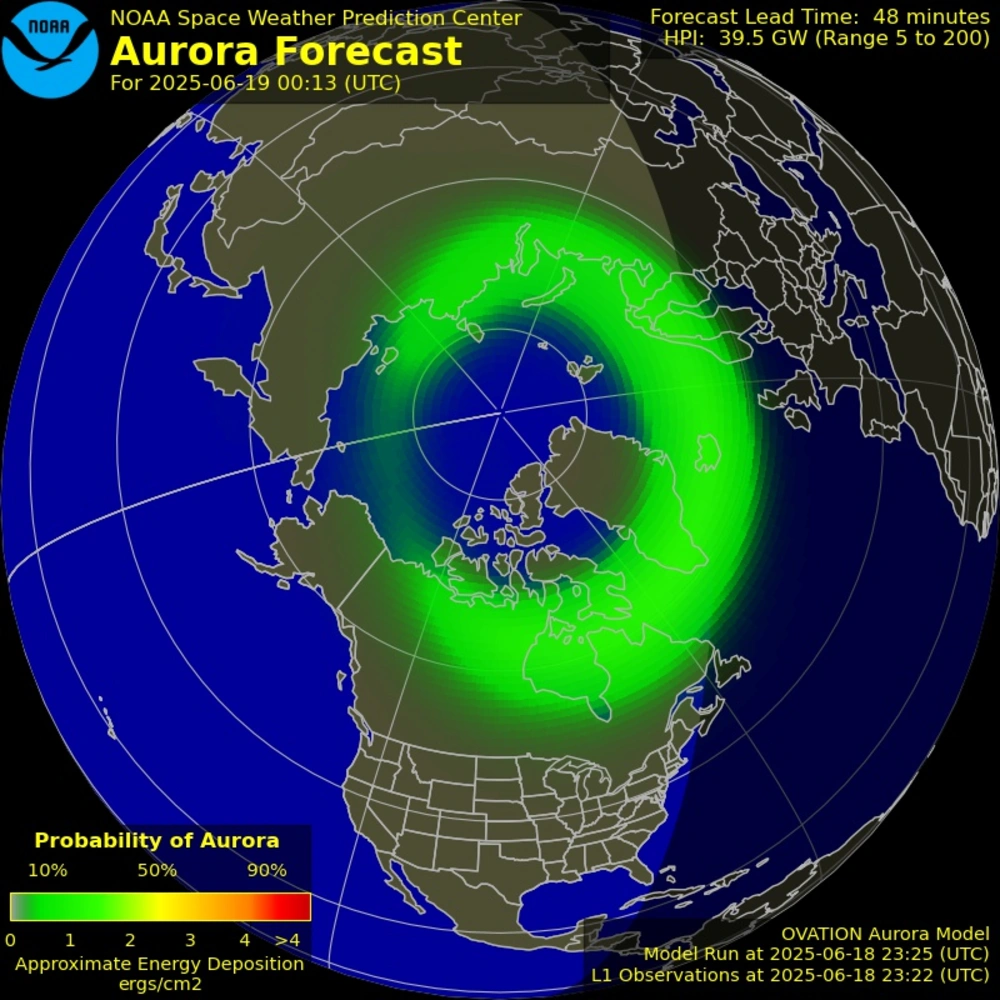 NOAA
NOAA Space Weather Prediction Center
Aurora Forecast
For 2025-06-19 00:13 (UTC)
Forecast Lead Time: 48 minutes
HPI: 39.5 GW (Range 5 to 200)
Probability of Aurora
10% 50% 90%
0 1 2 3 4 >4
Approximate Energy Deposition
ergs/cm2
OVATION Aurora Model
Model Run at 2025-06-18 23:25 (UTC)
L1 Observations at 2025-06-18 23:22 (UTC)